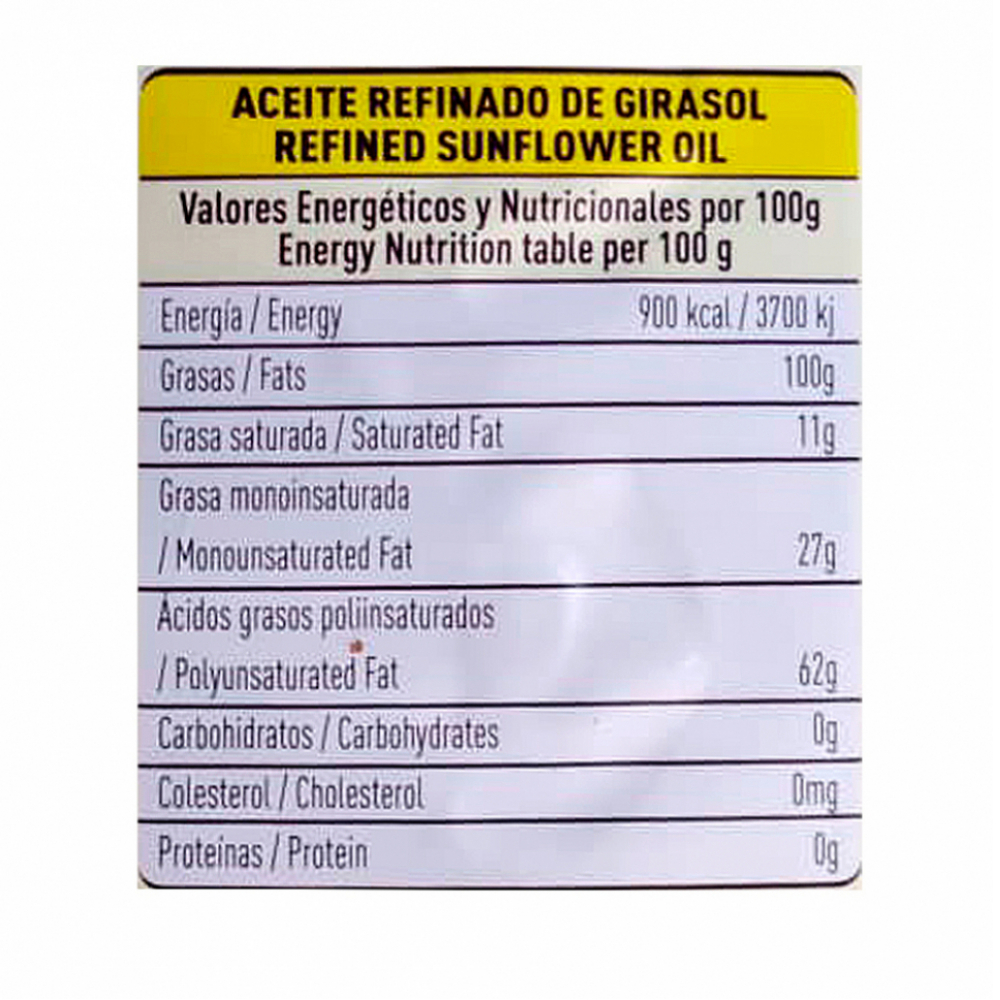 ACEITE REFINADO DE GIRASOL
REFINED SUNFLOWER OIL
Valores Energéticos y Nutricionales por 100g
Energy Nutrition table per 100 g
Energía / Energy 900 kcal / 3700 kj
Grasas / Fats 100g
Grasa saturada / Saturated Fat 11g
Grasa monoinsaturada
/ Monounsaturated Fat 27g
Ácidos grasos poliinsaturados
/ Polyunsaturated Fat 62g
Carbohidratos / Carbohydrates 0g
Colesterol / Cholesterol 0mg
Proteínas / Protein 0g